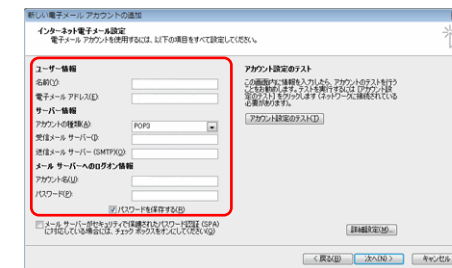 新しい電子メール アカウントの追加
インターネット電子メール設定
電子メール アカウントを使用するには、以下の項目をすべて設定してください。
ユーザー情報
名前(Y):
電子メール アドレス(E):
サーバー情報
アカウントの種類(A):
POP3
受信メール サーバー(I):
送信メール サーバー (SMTP)(O):
メール サーバーへのログオン情報
アカウント名(U):
パスワード(P):
パスワードを保存する(R)
メール サーバーがセキュリティで保護されたパスワード認証 (SPA)
に対応している場合には、チェック ボックスをオンにしてください(Q)
アカウント設定のテスト
この画面内に情報を入力したら、アカウントのテストを行う
ことをお勧めします。テストを実行するには [アカウント設
定のテスト] をクリックします (ネットワークに接続されている
必要があります)。
アカウント設定のテスト(T)...
詳細設定(M)...
< 戻る(B)
次へ(N) >
キャンセル